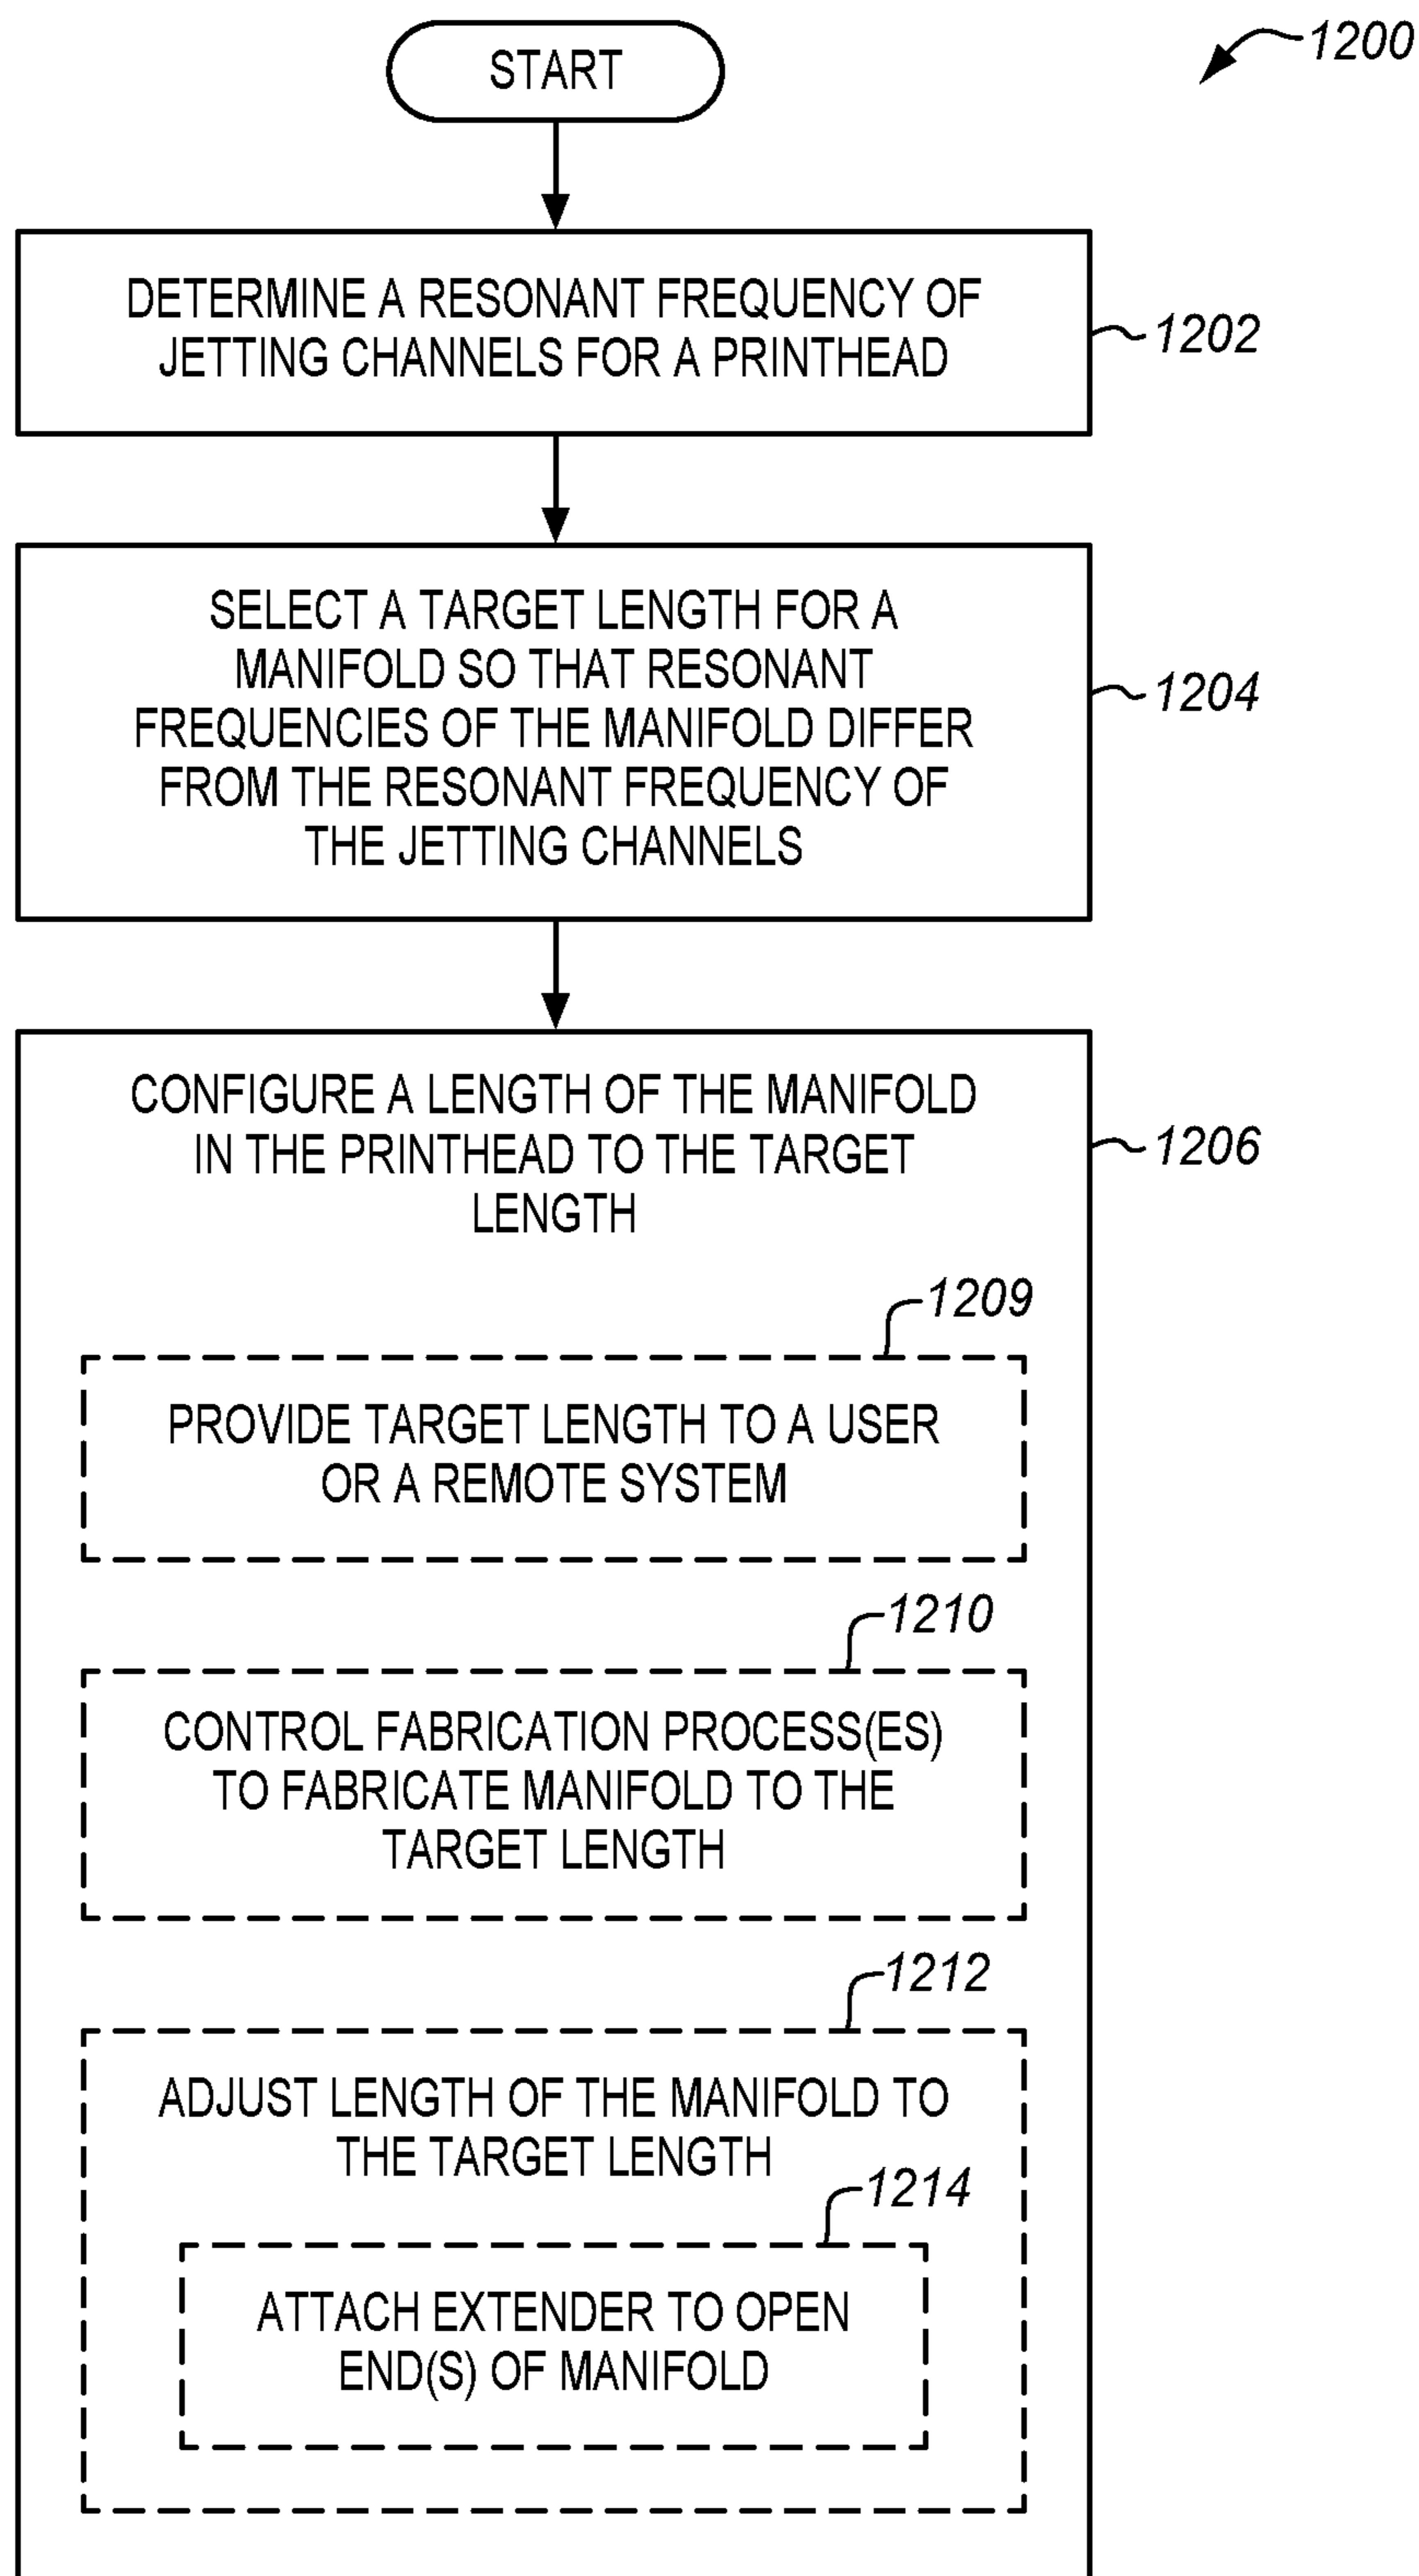 START
1200
DETERMINE A RESONANT FREQUENCY OF
JETTING CHANNELS FOR A PRINTHEAD
1202
SELECT A TARGET LENGTH FOR A
MANIFOLD SO THAT RESONANT
FREQUENCIES OF THE MANIFOLD DIFFER
FROM THE RESONANT FREQUENCY OF
THE JETTING CHANNELS
1204
CONFIGURE A LENGTH OF THE MANIFOLD
IN THE PRINTHEAD TO THE TARGET
LENGTH
1206
1209
PROVIDE TARGET LENGTH TO A USER
OR A REMOTE SYSTEM
1210
CONTROL FABRICATION PROCESS(ES)
TO FABRICATE MANIFOLD TO THE
TARGET LENGTH
1212
ADJUST LENGTH OF THE MANIFOLD TO
THE TARGET LENGTH
1214
ATTACH EXTENDER TO OPEN
END(S) OF MANIFOLD